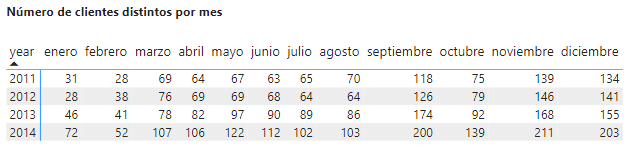 Número de clientes distintos por mes
year enero febrero marzo abril mayo junio julio agosto septiembre octubre noviembre diciembre
2011 31 28 69 64 67 63 65 70 118 75 139 134
2012 28 38 76 69 69 68 64 64 126 79 146 141
2013 46 41 78 82 97 90 89 86 174 92 168 155
2014 72 52 107 106 122 112 102 103 200 139 211 203